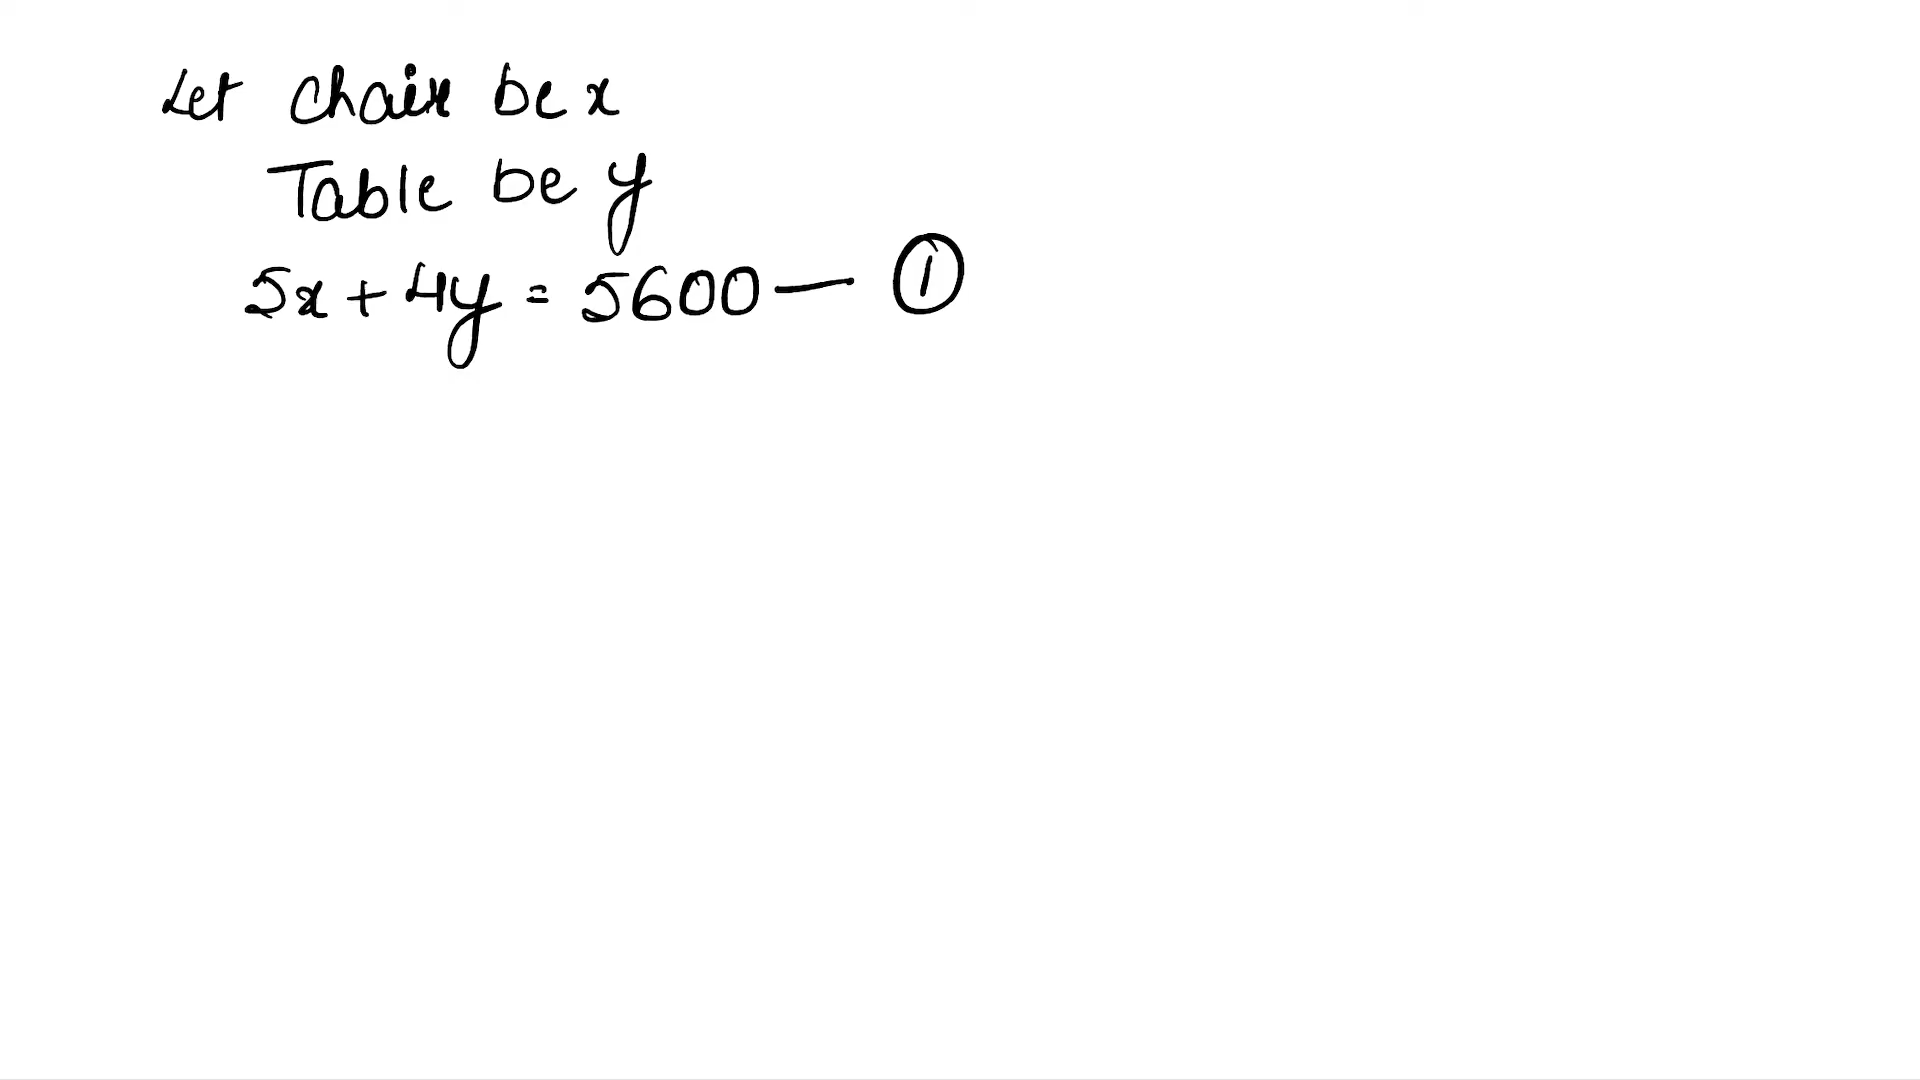 Let chair be x
Table be y
5x + 4y = 5600 — ①